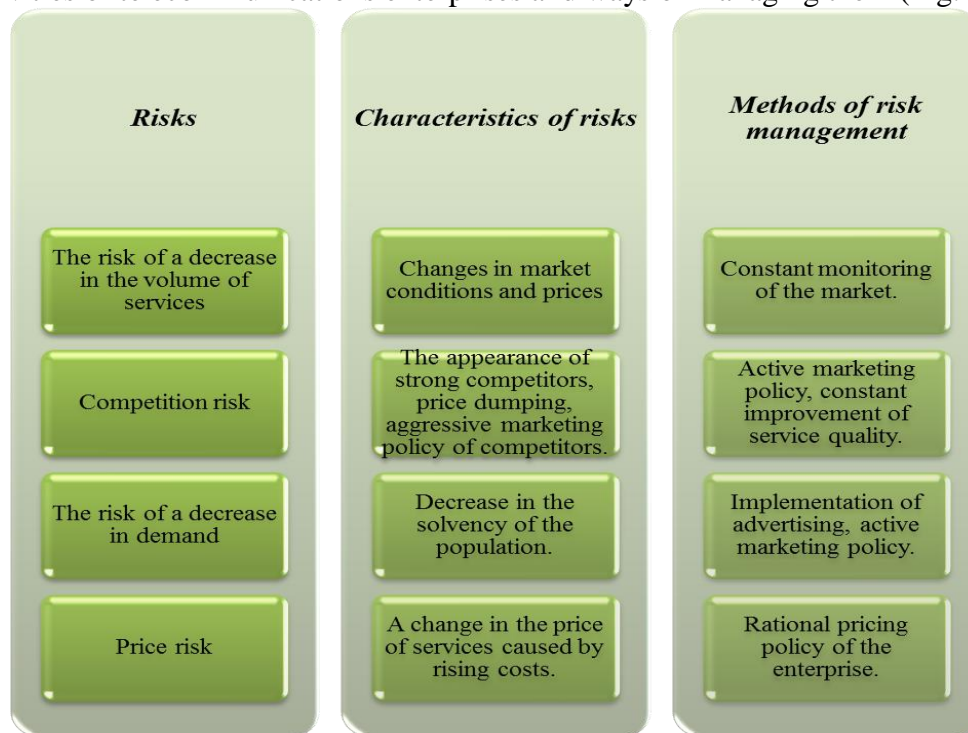 Risks
The risk of a decrease
in the volume of
services
Competition risk
The risk of a decrease
in demand
Price risk
Characteristics of risks
Changes in market
conditions and prices
The appearance of
strong competitors,
price dumping,
aggressive marketing
policy of competitors.
Decrease in the
solvency of the
population.
A change in the price
of services caused by
rising costs.
Methods of risk
management
Constant monitoring
of the market.
Active marketing
policy, constant
improvement of
service quality.
Implementation of
advertising, active
marketing policy.
Rational pricing
policy of the
enterprise.